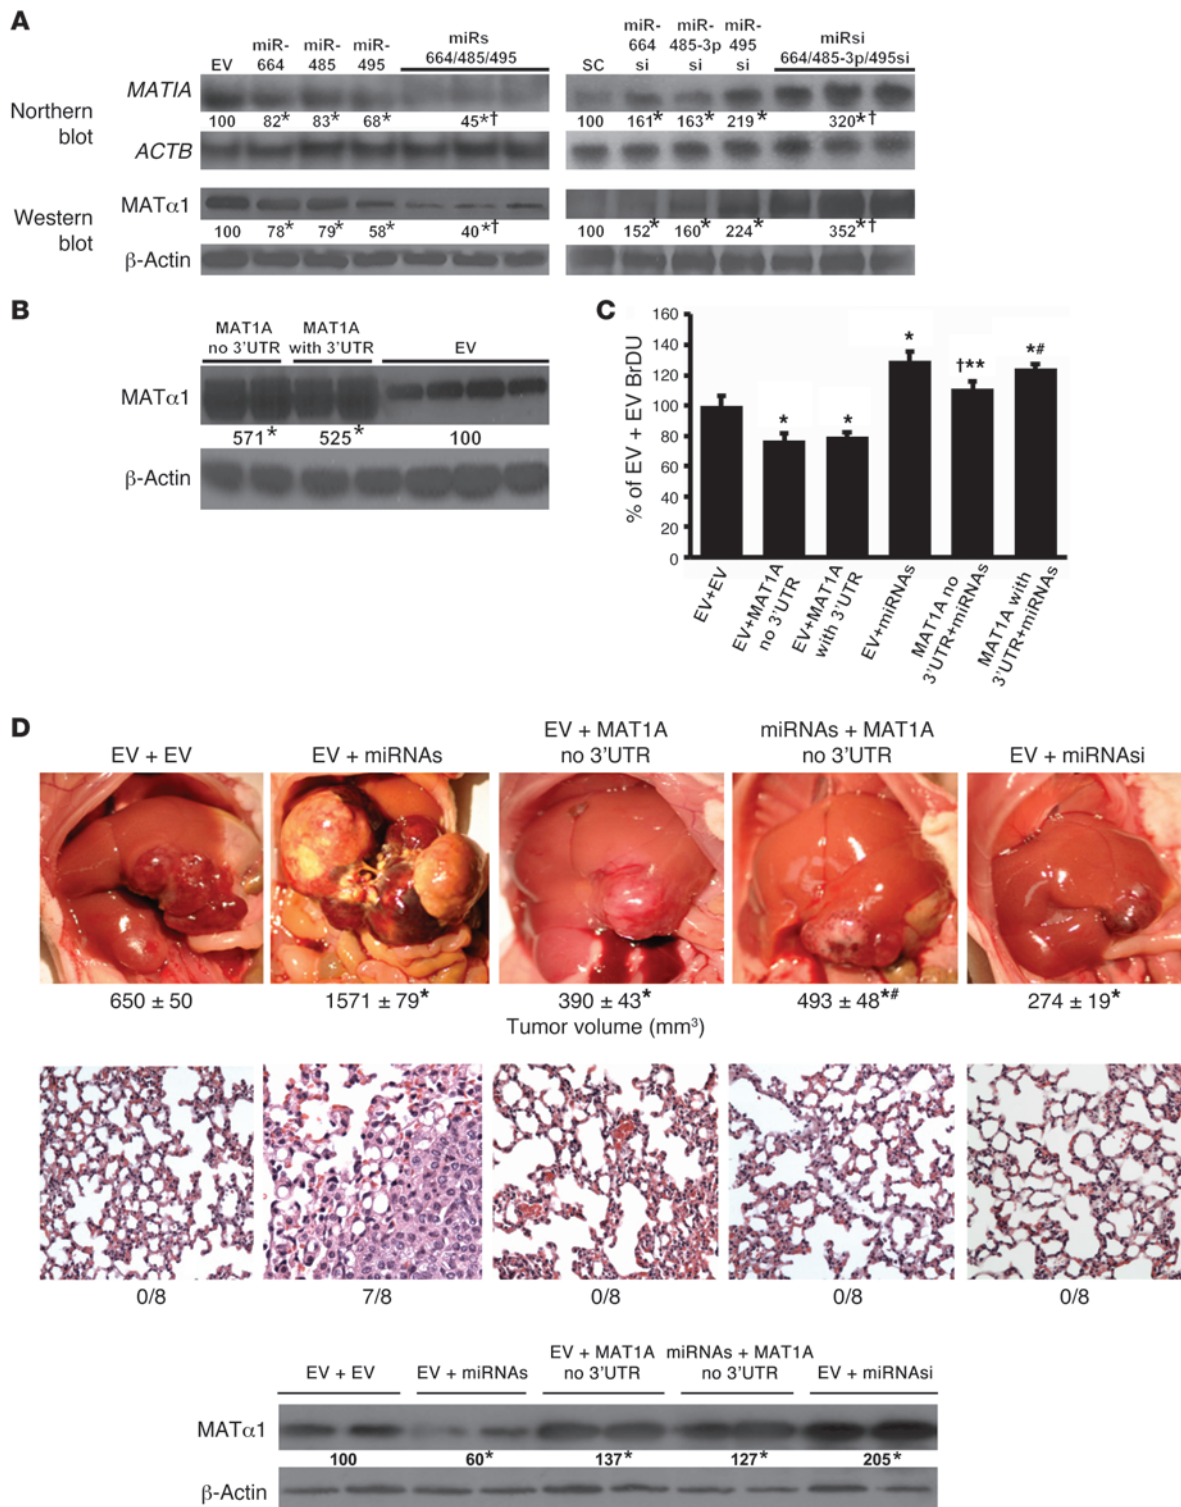 A
EV miR-664 miR-485 miR-495 miRs 664/485/495
SC miR-664 si miR-485-3p si miR-495 si miRsi 664/485-3p/495si
Northern blot
MATIA
100 82* 83* 68* 45*†
100 161* 163* 219* 320*†
ACTB
Western blot
MATα1
100 78* 79* 58* 40*†
100 152* 160* 224* 352*†
β-Actin
B
MAT1A no 3'UTR MAT1A with 3'UTR EV
MATα1
571* 525* 100
β-Actin
C
% of EV + EV BrDU
160
140
120
100
80
60
40
20
0
* * * †** *#
EV+EV
EV+MAT1A no 3'UTR
EV+MAT1A with 3'UTR
EV+miRNAs
MAT1A no 3'UTR+miRNAs
MAT1A with 3'UTR+miRNAs
D
EV + EV
EV + miRNAs
EV + MAT1A no 3'UTR
miRNAs + MAT1A no 3'UTR
EV + miRNAsi
650 ± 50 1571 ± 79* 390 ± 43* 493 ± 48*# 274 ± 19*
Tumor volume (mm³)
0/8 7/8 0/8 0/8 0/8
EV + EV
EV + miRNAs
EV + MAT1A no 3'UTR
miRNAs + MAT1A no 3'UTR
EV + miRNAsi
MATα1
100 60* 137* 127* 205*
β-Actin